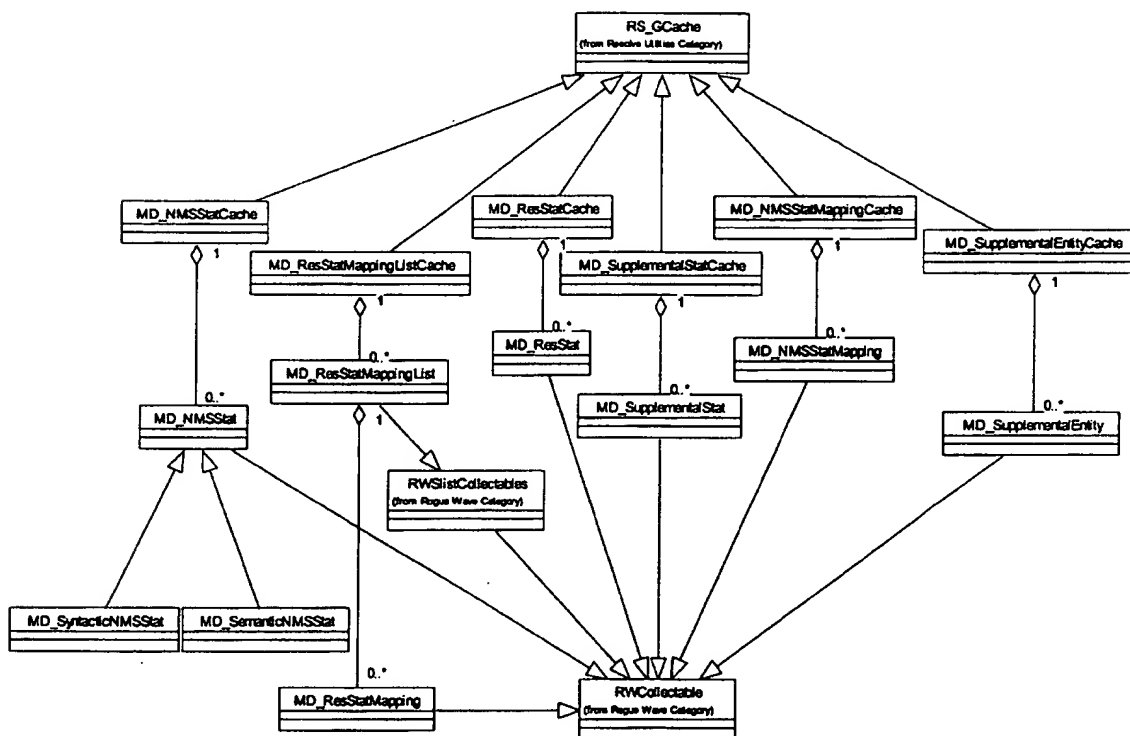 RS_GCache
(from Resolve Utilities Category)
MD_NMSStatCache
MD_ResStatCache
MD_NMSStatMappingCache
MD_SupplementalEntityCache
1
1
1
MD_ResStatMappingListCache
MD_SupplementalStatCache
1
1
1
0..*
0..*
MD_ResStat
MD_NMSStatMapping
0..*
MD_ResStatMappingList
0..*
MD_SupplementalStat
0..*
MD_NMSStat
1
0..*
MD_SupplementalEntity
RWSlistCollectables
(from Rogue Wave Category)
MD_SyntacticNMSStat
MD_SemanticNMSStat
0..*
MD_ResStatMapping
RWCollectable
(from Rogue Wave Category)